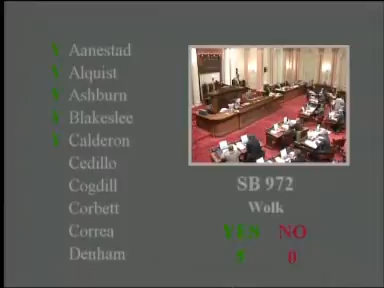 Y Aanestad
Y Alquist
Y Ashburn
Y Blakeslee
Y Calderon
Cedillo
Cogdill
Corbett
Correa
Denham
SB 972
Wolk
YES NO
5 0